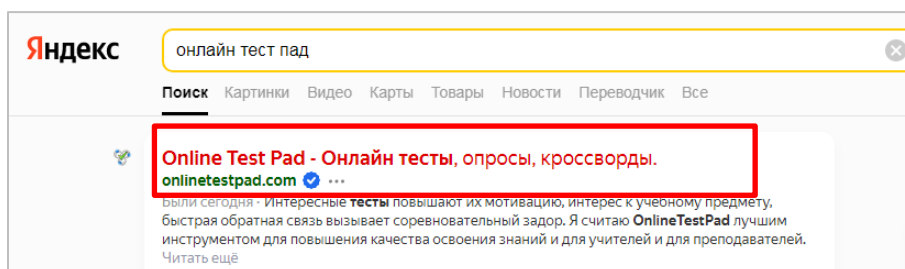 Яндекс
онлайн тест пад
Поиск Картинки Видео Карты Товары Новости Переводчик Все
Online Test Pad - Онлайн тесты, опросы, кроссворды.
onlinetestpad.com
Были сегодня · Интересные тесты повышают их мотивацию, интерес к учебному предмету,
быстрая обратная связь вызывает соревновательный задор. Я считаю OnlineTestPad лучшим
инструментом для повышения качества освоения знаний и для учителей и для преподавателей.
Читать ещё